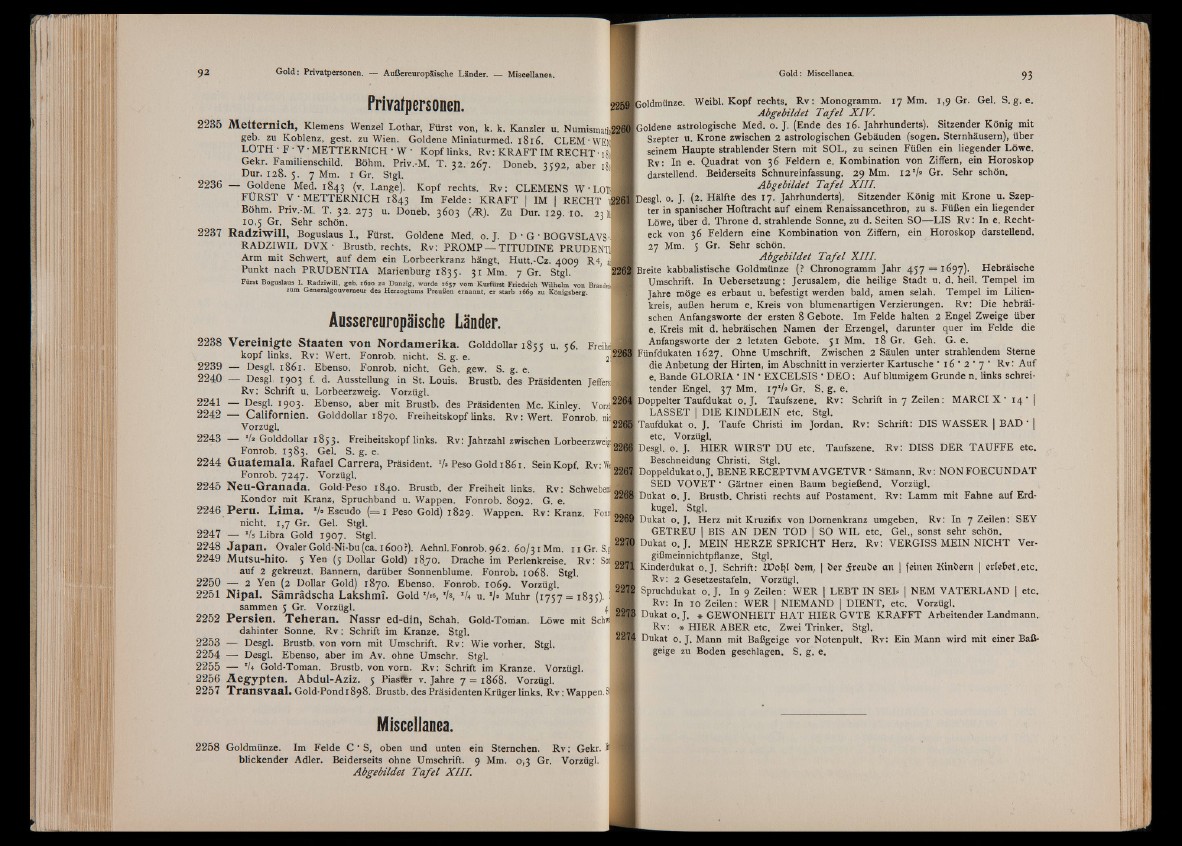 92 Gold: Privatpersonen. — Außereuropäische Länder. — Miscellanea.
Privatpersonen.
2235 Metternich, Klemens Wenzel Lothar, Fürst von, k. k. Kanzler u.
geb. zu Koblenz, gest. zu Wien. Goldene Miniaturmed. 1816. CLEM·
LOTH · F · V · METTERNICH · W · Kopf links. Rv: KRAFT IM RECHT ·
Gekr. Familienschild. Böhm. Priv.-M. T. 32. 267. Doneb. 3592, aber
Dur. 128. 5. 7 Mm. 1 Gr. Stgl.
2236 — Goldene Med. 1843 (v. Lange). Kopf rechts. Rv: CLEMENS W ·
FÜRST V · METTERNICH 1843 Im Felde: KRAFT | IM | RECHT
Böhm. Priv.-M. T. 32. 273 u. Doneb. 3603 (Æ). Zu Dur. 129. 10. 23
10,5 Gr. Sehr schön.
2237 Radziwill, Boguslaus I., Fürst. Goldene Med. o. J. D · G · BOGVSLAVS
RADZIWIL DVX · Brustb. rechts. Rv: PROMP — TITUDINE
Arm mit Schwert, auf dem ein Lorbeerkranz hängt, Hutt.-Cz. 4009 R4,
Punkt nach PRUDENTIA Marienburg 1835. 31 Mm. 7 Gr. Stgl.
Fürst Boguslaus I. Radziwill, geb. 1620 zu Danzig, wurde 1657 vom Kurfürst Friedrich Wilhelm von
zum Generalgouverneur des Herzogtums Preußen ernannt, er starb 1669 zu Königsberg.
Aussereuropäische Länder.
2238 Vereinigte Staaten von Nordamerika. Golddollar 1855 u. 56.
kopf links. Rv: Wert. Fonrob. nicht. S. g. e. 2
2239 — Desgl. 1861. Ebenso. Fonrob. nicht. Geh. gew. S. g. e.
2240 — Desgl. 1903 f. d. Ausstellung in St. Louis. Brustb. des Präsidenten
Rv: Schrift u. Lorbeerzweig. Vorzügl.
2241 — Desgl. 1903. Ebenso, aber mit Brustb. des Präsidenten Mc. Kinley.
2242 — Californien. Golddollar 1870. Freiheitskopf links. Rv: Wert. Fonrob.
Vorzügl.
2243 — ¹/₂ Golddollar 1853. Freiheitskopf links. Rv: Jahrzahl zwischen
Fonrob. 1383. Gel. S. g. e.
2244 Guatemala. Rafael Carrera, Präsident. ¹/₂ Peso Gold 1861. Sein Kopf. Rv:
Fonrob. 7247. Vorzügl.
2245 Neu-Granada. Gold-Peso 1840. Brustb. der Freiheit links. Rv:
Kondor mit Kranz, Spruchband u. Wappen. Fonrob. 8092. G. e.
2246 Peru. Lima. ¹/₂ Escudo (= 1 Peso Gold) 1829. Wappen. Rv: Kranz.
nicht. 1,7 Gr. Gel. Stgl.
2247 — ¹/₅ Libra Gold 1907. Stgl.
2248 Japan. Ovaler Gold-Ni-bu (ca. 1600?). Aehnl. Fonrob. 962. 60/31 Mm. 11 Gr.
2249 Mutsu-hito. 5 Yen (5 Dollar Gold) 1870. Drache im Perlenkreise. Rv:
auf 2 gekreuzt. Bannern, darüber Sonnenblume. Fonrob. 1068. Stgl.
2250 — 2 Yen (2 Dollar Gold) 1870. Ebenso. Fonrob. 1069. Vorzügl.
2251 Nipal. Sâmrâdscha Lakshmî. Gold ¹/₁₆, ¹/₈, ¹/₄ u. ¹/₂ Muhr (1757 = 1835).
sammen 5 Gr. Vorzügl. 4
2252 Persien. Teheran. Nassr ed-din, Schah. Gold-Toman. Löwe mit
dahinter Sonne. Rv: Schrift im Kranze. Stgl.
2253 — Desgl. Brustb. von vorn mit Umschrift. Rv: Wie vorher. Stgl.
2254 — Desgl. Ebenso, aber im Av. ohne Umschr. Stgl.
2255 — ¹/₄ Gold-Toman. Brustb. von vorn. Rv: Schrift im Kranze. Vorzügl.
2256 Aegypten. Abdul-Aziz. 5 Piaster v. Jahre 7 = 1868. Vorzügl.
2257 Transvaal. Gold-Pond 1898. Brustb. des Präsidenten Krüger links. Rv: Wappen.
Miscellanea.
2258 Goldmünze. Im Felde C · S, oben und unten ein Sternchen. Rv: Gekr.
blickender Adler. Beiderseits ohne Umschrift. 9 Mm. 0,3 Gr. Vorzügl.
Abgebildet Tafel XIII.
Gold: Miscellanea. 93
2259 Goldmünze. Weibl. Kopf rechts. Rv: Monogramm. 17 Mm. 1,9 Gr. Gel. S. g. e.
Abgebildet Tafel XIV.
2260 Goldene astrologische Med. o. J. (Ende des 16. Jahrhunderts). Sitzender König mit
Szepter u. Krone zwischen 2 astrologischen Gebäuden (sogen. Sternhäusern), über
seinem Haupte strahlender Stern mit SOL, zu seinen Füßen ein liegender Löwe.
Rv: In e. Quadrat von 36 Feldern e. Kombination von Ziffern, ein Horoskop
darstellend. Beiderseits Schnureinfassung. 29 Mm. 12¹/₂ Gr. Sehr schön.
Abgebildet Tafel XIII.
2261 Desgl. o. J. (2. Hälfte des 17. Jahrhunderts). Sitzender König mit Krone u. Szep-
ter in spanischer Hoftracht auf einem Renaissancethron, zu s. Füßen ein liegender
Löwe, über d. Throne d. strahlende Sonne, zu d. Seiten SO—LIS Rv: In e. Recht-
eck von 36 Feldern eine Kombination von Ziffern, ein Horoskop darstellend.
27 Mm. 5 Gr. Sehr schön.
Abgebildet Tafel XIII.
2262 Breite kabbalistische Goldmünze (? Chronogramm Jahr 457 = 1697). Hebräische
Umschrift. In Uebersetzung: Jerusalem, die heilige Stadt u. d. heil. Tempel im
Jahre möge es erbaut u. befestigt werden bald, amen selah. Tempel im Lilien-
kreis, außen herum e. Kreis von blumenartigen Verzierungen. Rv: Die hebräi-
schen Anfangsworte der ersten 8 Gebote. Im Felde halten 2 Engel Zweige über
e. Kreis mit d. hebräischen Namen der Erzengel, darunter quer im Felde die
Anfangsworte der 2 letzten Gebote. 51 Mm. 18 Gr. Geh. G. e.
2263 Fünfdukaten 1627. Ohne Umschrift. Zwischen 2 Säulen unter strahlendem Sterne
die Anbetung der Hirten, im Abschnitt in verzierter Kartusche · 16 · 2 · 7 · Rv: Auf
e. Bande GLORIA · IN · EXCELSIS · DEO : Auf blumigem Grunde n. links schrei-
tender Engel. 37 Mm. 17¹/₂ Gr. S. g. e.
2264 Doppelter Taufdukat o. J. Taufszene. Rv: Schrift in 7 Zeilen: MARCI X · 14 · |
LASSET | DIE KINDLEIN etc. Stgl.
2265 Taufdukat o. J. Taufe Christi im Jordan. Rv: Schrift: DIS WASSER | BAD · |
etc. Vorzügl.
2266 Desgl. o. J. HIER WIRST DU etc. Taufszene. Rv: DISS DER TAUFFE etc.
Beschneidung Christi. Stgl.
2267 Doppeldukat o. J. BENE RECEPTVM AVGETVR · Sämann. Rv: NON FOECUNDAT
SED VOVET · Gärtner einen Baum begießend. Vorzügl.
2268 Dukat o. J. Brustb. Christi rechts auf Postament. Rv: Lamm mit Fahne auf Erd-
kugel. Stgl.
2269 Dukat o. J. Herz mit Kruzifix von Dornenkranz umgeben. Rv: In 7 Zeilen: SEY
GETREU | BIS AN DEN TOD | SO WIL etc. Gel., sonst sehr schön.
2270 Dukat o. J. MEIN HERZE SPRICHT Herz. Rv: VERGISS MEIN NICHT Ver-
gißmeinnichtpflanze. Stgl.
2271 Kinderdukat o. J. Schrift: Wohl dem, | der Freude an | seinen Kindern | erlebet. etc.
Rv: 2 Gesetzestafeln. Vorzügl.
2272 Spruchdukat o. J. In 9 Zeilen: WER | LEBT IN SEI- | NEM VATERLAND | etc.
Rv: In 10 Zeilen: WER | NIEMAND | DIENT, etc. Vorzügl.
2273 Dukat o. J. * GEWONHEIT HAT HIER GVTE KRAFFT Arbeitender Landmann.
Rv: * HIER ABER etc. Zwei Trinker. Stgl.
2274 Dukat o. J. Mann mit Baßgeige vor Notenpult. Rv: Ein Mann wird mit einer Baß-
geige zu Boden geschlagen. S. g. e.